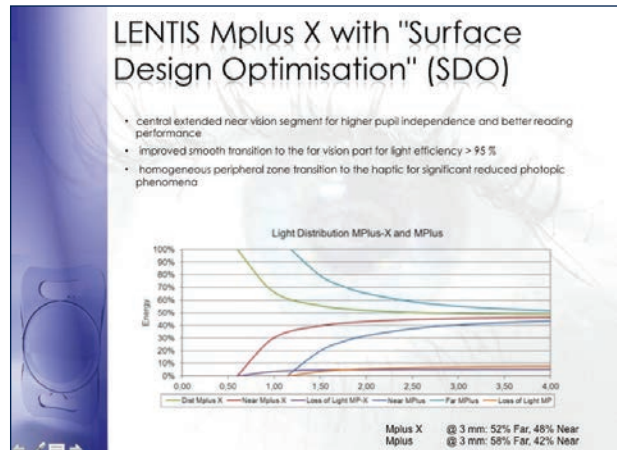 LENTIS Mplus X with "Surface
Design Optimisation" (SDO)
• central extended near vision segment for higher pupil independence and better reading
performance
• improved smooth transition to the far vision part for light efficiency > 95 %
• homogeneous peripheral zone transition to the haptic for significant reduced photopic
phenomena
Light Distribution MPlus-X and MPlus
Energy
100%
90%
80%
70%
60%
50%
40%
30%
20%
10%
0%
0,00 0,50 1,00 1,50 2,00 2,50 3,00 3,50 4,00
Dist Mplus X Near Mplus X Loss of Light MP-X Near MPlus Far MPlus Loss of Light MP
Mplus X @ 3 mm: 52% Far, 48% Near
Mplus @ 3 mm: 58% Far, 42% Near